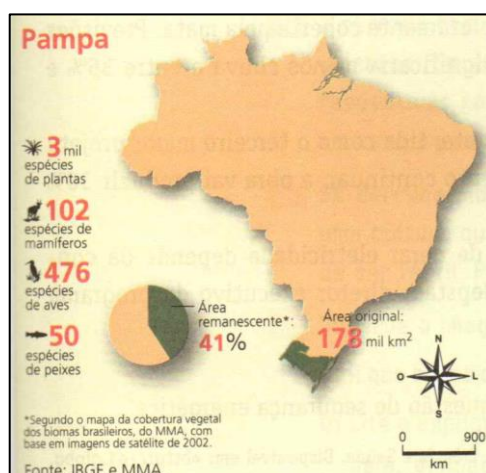 Pampa
3 mil
espécies
de plantas
102
espécies de
mamíferos
476
espécies
de aves
50
espécies
de peixes
Área
remanescente*:
41%
Área original:
178 mil km²
N
O
L
S
0 900
km
*Segundo o mapa da cobertura vegetal
dos biomas brasileiros, do MMA, com
base em imagens de satélite de 2002.
Fonte: IBGE e MMA